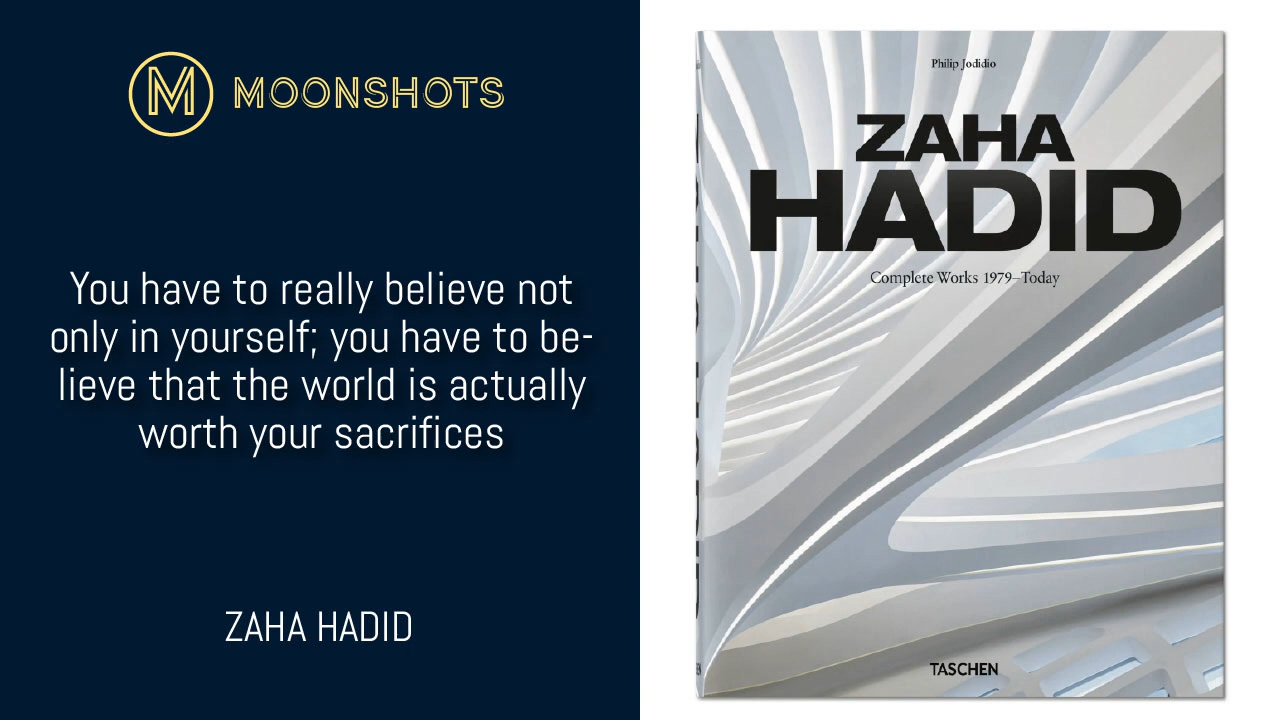 MOONSHOTS
You have to really believe not
only in yourself; you have to be-
lieve that the world is actually
worth your sacrifices
ZAHA HADID
Philip Jodidio
ZAHA
HADID
Complete Works 1979–Today
TASCHEN